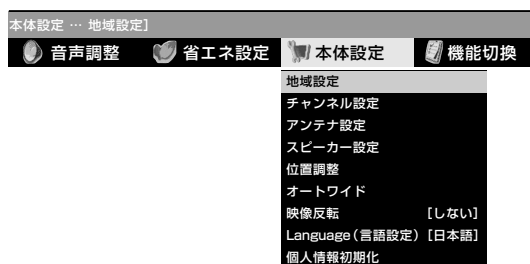 本体設定 … 地域設定]
音声調整 省エネ設定 本体設定 機能切換
地域設定
チャンネル設定
アンテナ設定
スピーカー設定
位置調整
オートワイド
映像反転 [しない]
Language(言語設定) [日本語]
個人情報初期化